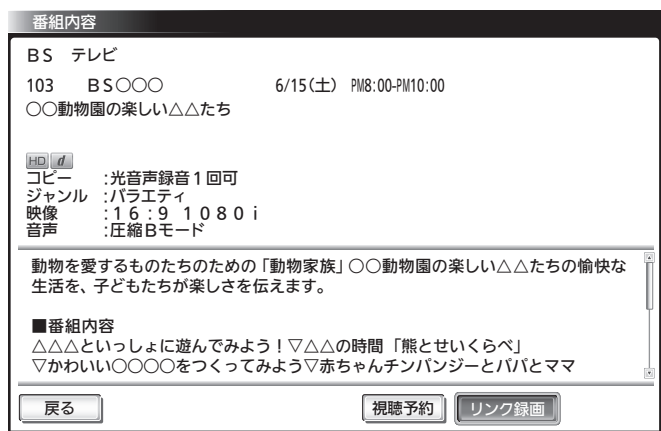 番組内容
BS テレビ
103 BS○○○ 6/15(土) PM8:00-PM10:00
○○動物園の楽しい△△たち
HD d
コピー :光音声録音1回可
ジャンル :バラエティ
映像 :16:9 1080i
音声 :圧縮Bモード
動物を愛するものたちのための「動物家族」○○動物園の楽しい△△たちの愉快な
生活を、子どもたちが楽しさを伝えます。
■番組内容
△△△といっしょに遊んでみよう!▽△△の時間「熊とせいくらべ」
▽かわいい○○○○をつくってみよう▽赤ちゃんチンパンジーとパパとママ
戻る 視聴予約 リンク録画